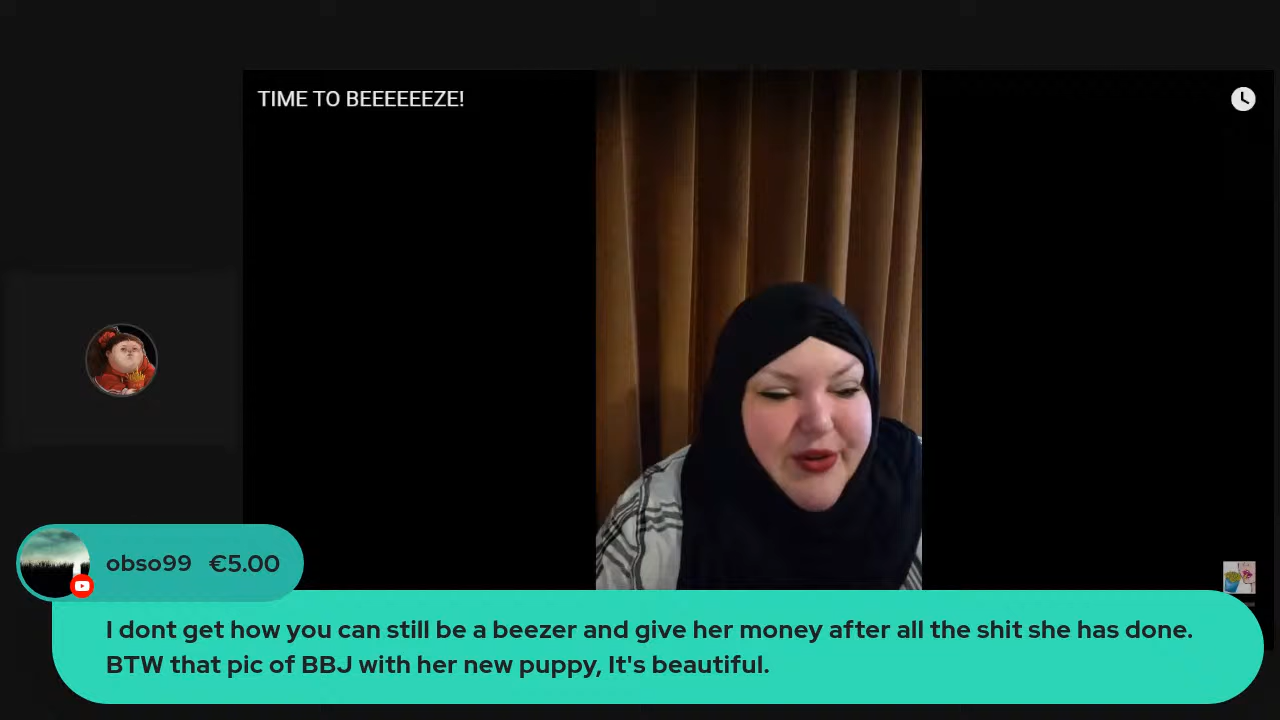 TIME TO BEEEEEEZE!
obso99 €5.00
I dont get how you can still be a beezer and give her money after all the shit she has done.
BTW that pic of BBJ with her new puppy, It's beautiful.